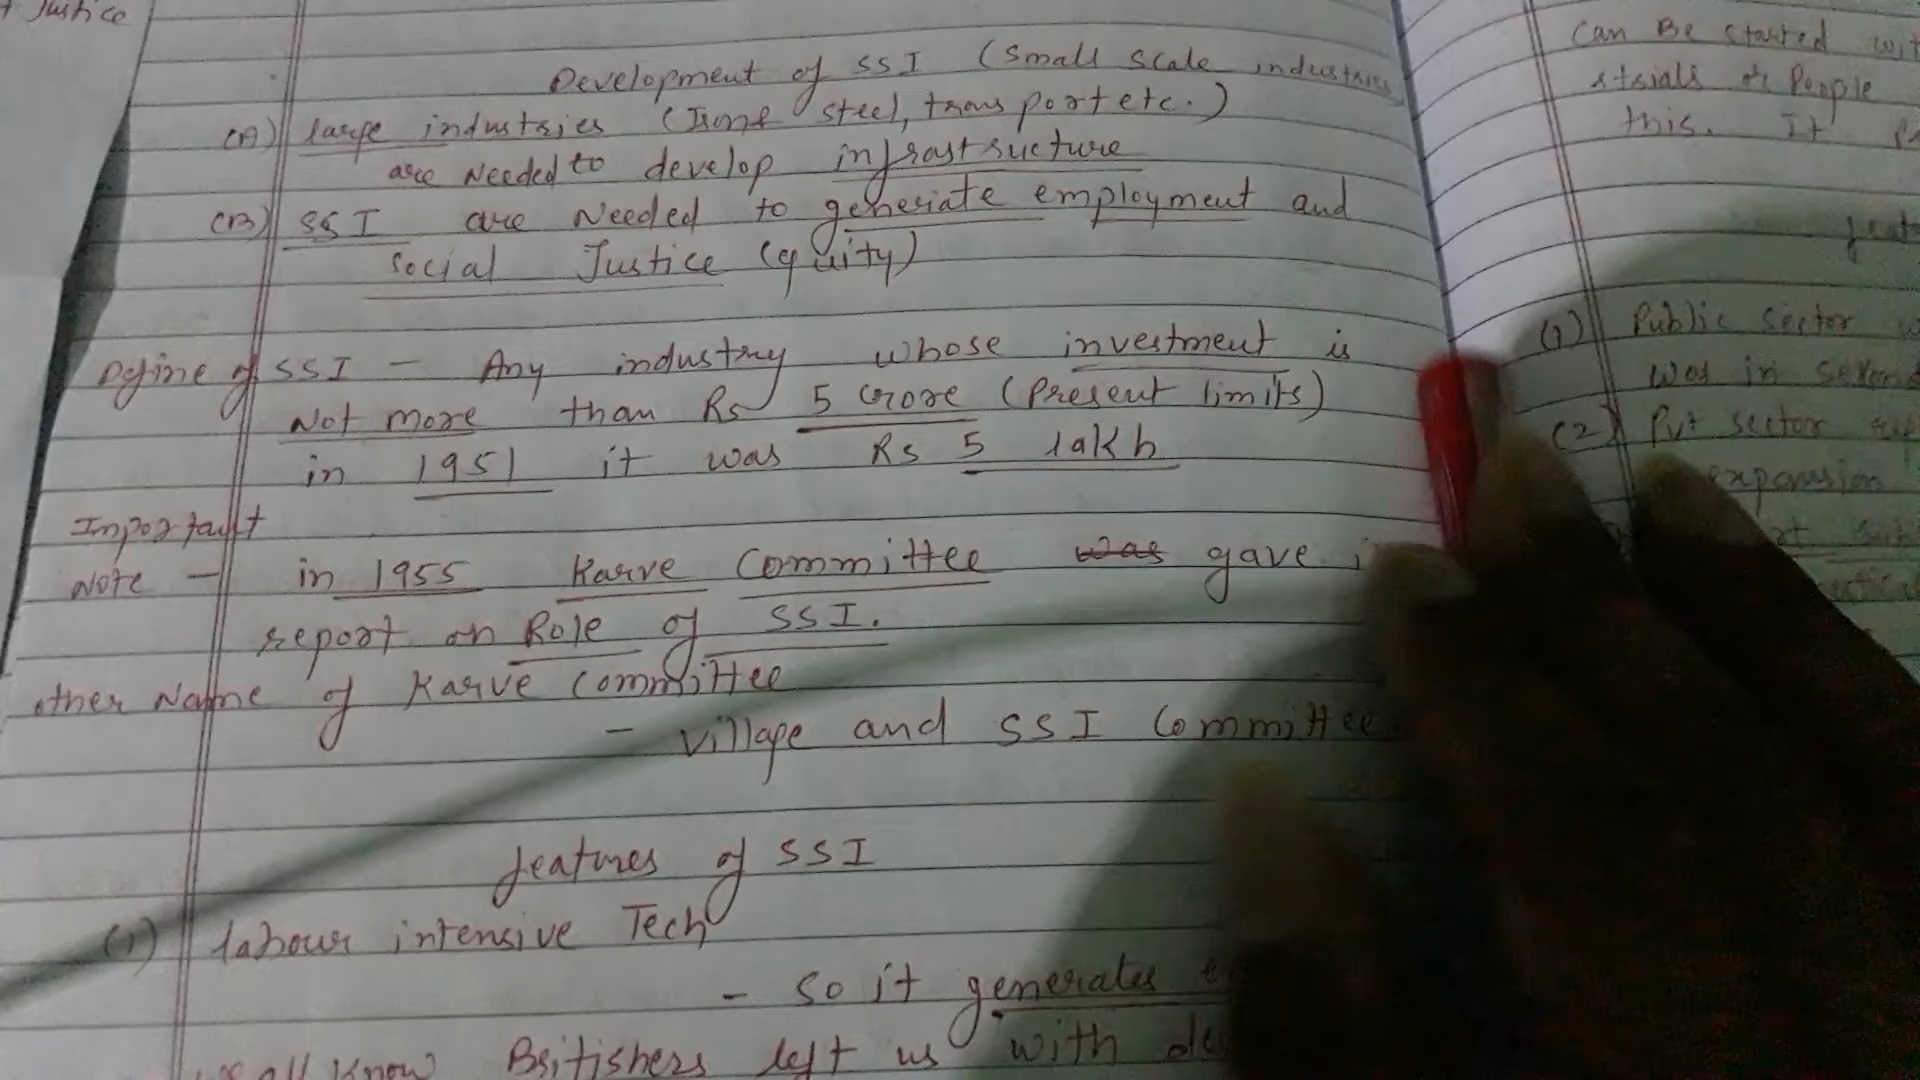 Justice
Development of SSI (Small Scale industries
(A) large industries (Iron & steel, transport etc.)
are Needed to develop infrastructure
(B) SSI are Needed to generiate employment and
social Justice (equity)
Define of SSI - Any industry whose investment is
Not more than Rs 5 crore (Present limits)
in 1951 it was Rs 5 lakh
Important
Note - in 1955 Karve Committee was gave
report on Role of SSI.
other Name of Karve Committee
- village and SSI Committee
features of SSI
(1) labour intensive Tech
- so it generates
all know Britishers left us with
can Be started
or People
this. It
(1) Public sector
was in
(2) Pvt sector
expansion